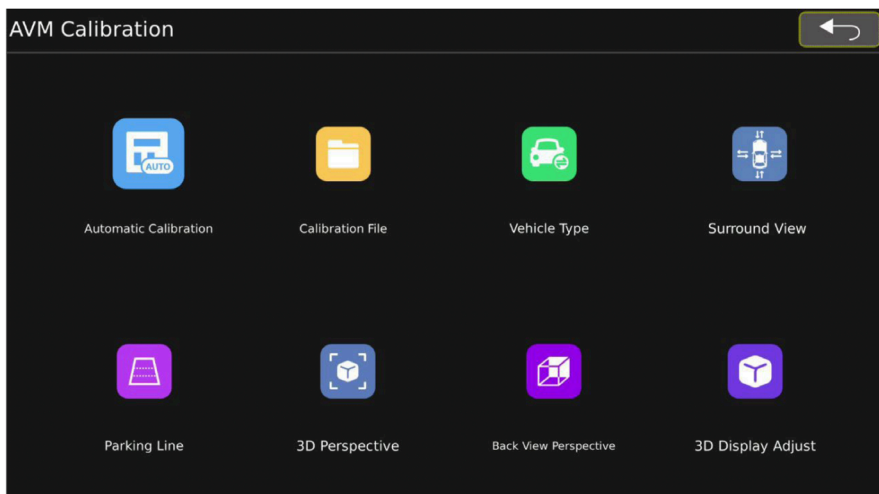 AVM Calibration
AUTO
Automatic Calibration
Calibration File
Vehicle Type
Surround View
Parking Line
3D Perspective
Back View Perspective
3D Display Adjust